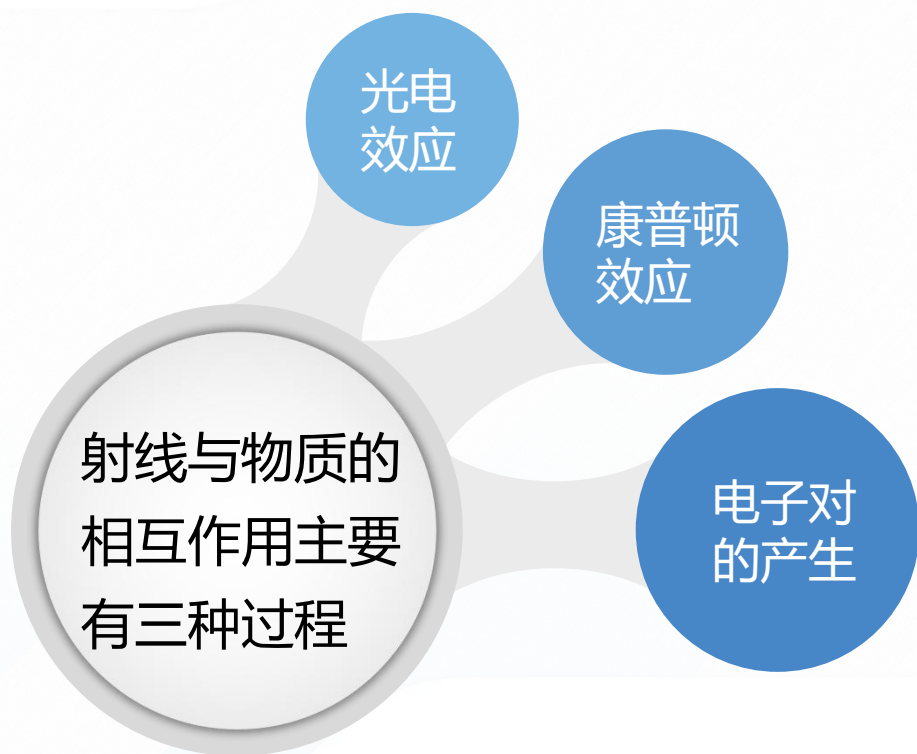 光电
效应
康普顿
效应
射线与物质的
相互作用主要
有三种过程
电子对
的产生